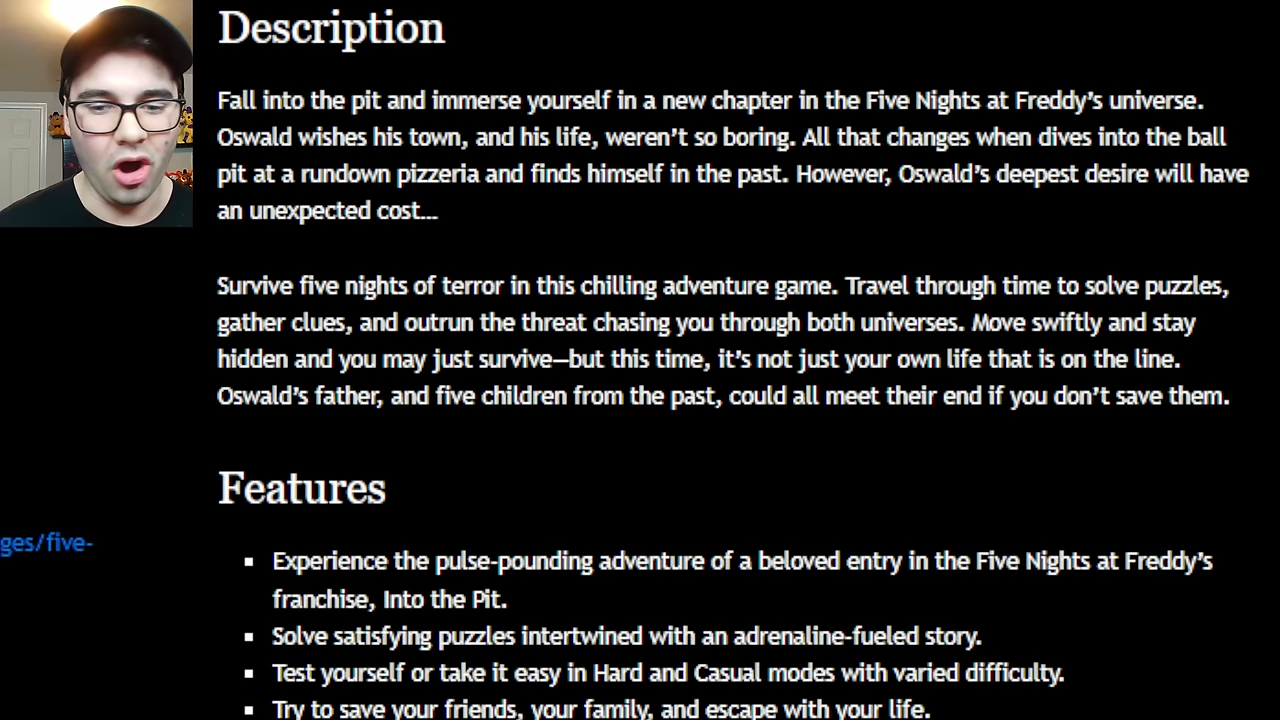 Description
Fall into the pit and immerse yourself in a new chapter in the Five Nights at Freddy’s universe.
Oswald wishes his town, and his life, weren’t so boring. All that changes when dives into the ball
pit at a rundown pizzeria and finds himself in the past. However, Oswald’s deepest desire will have
an unexpected cost…
Survive five nights of terror in this chilling adventure game. Travel through time to solve puzzles,
gather clues, and outrun the threat chasing you through both universes. Move swiftly and stay
hidden and you may just survive—but this time, it’s not just your own life that is on the line.
Oswald’s father, and five children from the past, could all meet their end if you don’t save them.
Features
ges/five-
▪ Experience the pulse-pounding adventure of a beloved entry in the Five Nights at Freddy’s
franchise, Into the Pit.
▪ Solve satisfying puzzles intertwined with an adrenaline-fueled story.
▪ Test yourself or take it easy in Hard and Casual modes with varied difficulty.
▪ Try to save your friends, your family, and escape with your life.